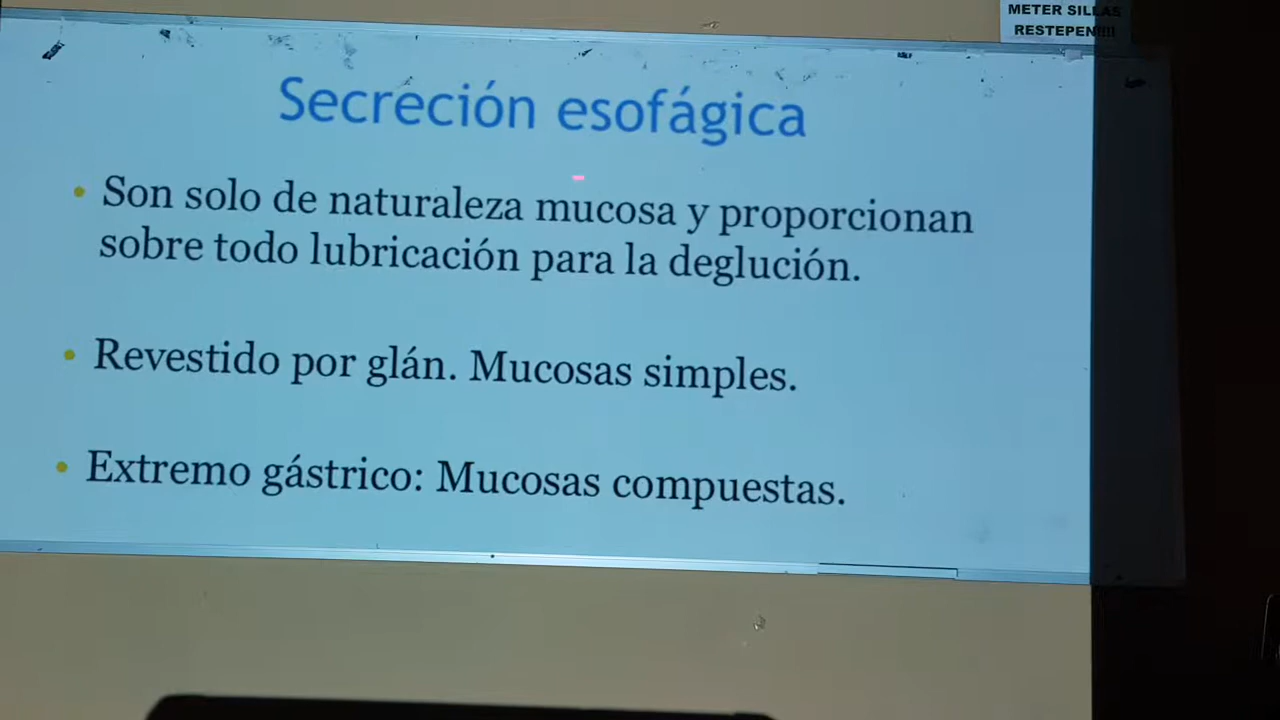 METER SILLAS
RESTEPEN!!!!
Secreción esofágica
• Son solo de naturaleza mucosa y proporcionan
sobre todo lubricación para la deglución.
• Revestido por glán. Mucosas simples.
• Extremo gástrico: Mucosas compuestas.